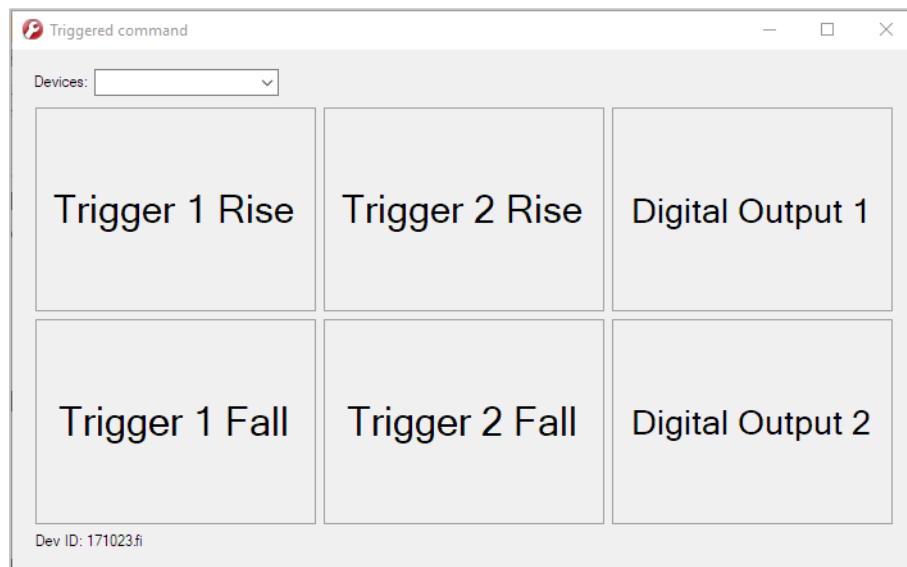 Triggered command
Devices:
Trigger 1 Rise
Trigger 2 Rise
Digital Output 1
Trigger 1 Fall
Trigger 2 Fall
Digital Output 2
Dev ID: 171023.fi